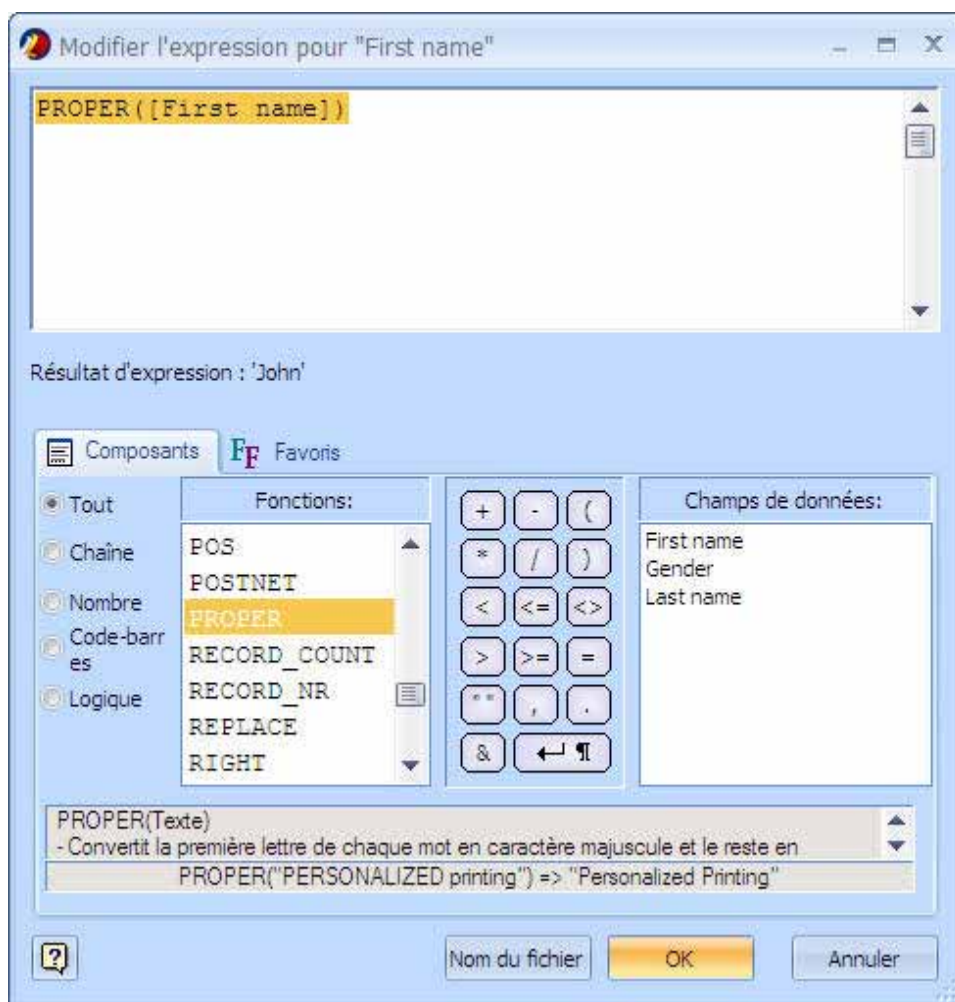 Modifier l'expression pour "First name"
PROPER([First name])
Résultat d'expression : 'John'
Composants
FF Favoris
Tout
Chaîne
Nombre
Code-barr
es
Logique
Fonctions:
POS
POSTNET
PROPER
RECORD_COUNT
RECORD_NR
REPLACE
RIGHT
+ - (
* / )
< <= <>
> >= =
"" , .
& ↵ ¶
Champs de données:
First name
Gender
Last name
PROPER(Texte)
- Convertit la première lettre de chaque mot en caractère majuscule et le reste en
PROPER("PERSONALIZED printing") => "Personalized Printing"
?
Nom du fichier
OK
Annuler